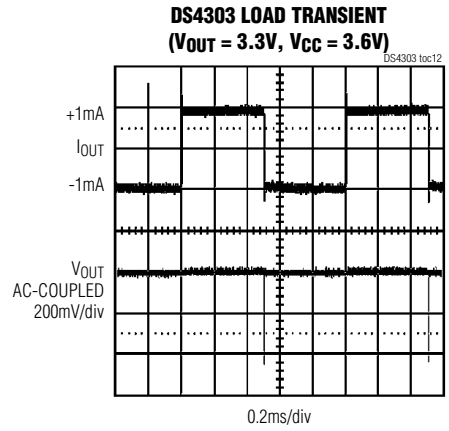 DS4303 LOAD TRANSIENT
(VOUT = 3.3V, VCC = 3.6V)
DS4303 toc12
+1mA
IOUT
-1mA
VOUT
AC-COUPLED
200mV/div
0.2ms/div